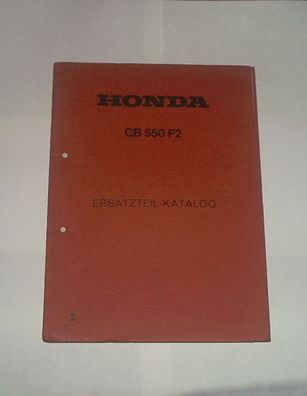 HONDA
CB 550 F2
ERSATZTEIL-KATALOG
2